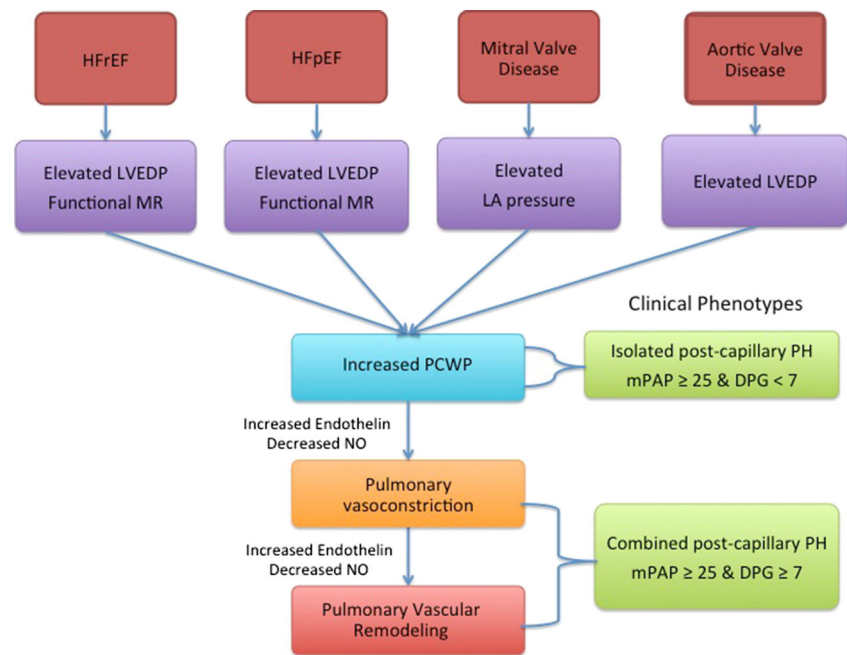 HFrEF
HFpEF
Mitral Valve
Disease
Aortic Valve
Disease
Elevated LVEDP
Functional MR
Elevated LVEDP
Functional MR
Elevated
LA pressure
Elevated LVEDP
Clinical Phenotypes
Increased PCWP
Isolated post-capillary PH
mPAP ≥ 25 & DPG < 7
Increased Endothelin
Decreased NO
Pulmonary
vasoconstriction
Increased Endothelin
Decreased NO
Combined post-capillary PH
mPAP ≥ 25 & DPG ≥ 7
Pulmonary Vascular
Remodeling